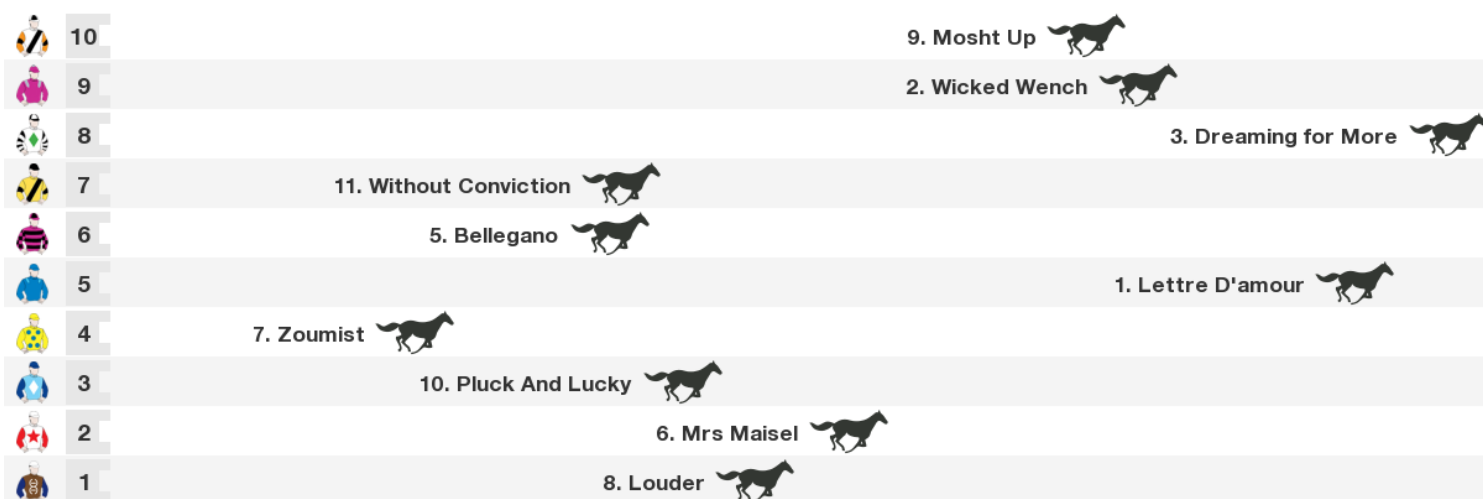 10 9. Mosht Up
9 2. Wicked Wench
8 3. Dreaming for More
7 11. Without Conviction
6 5. Bellegano
5 1. Lettre D'amour
4 7. Zoumist
3 10. Pluck And Lucky
2 6. Mrs Maisel
1 8. Louder